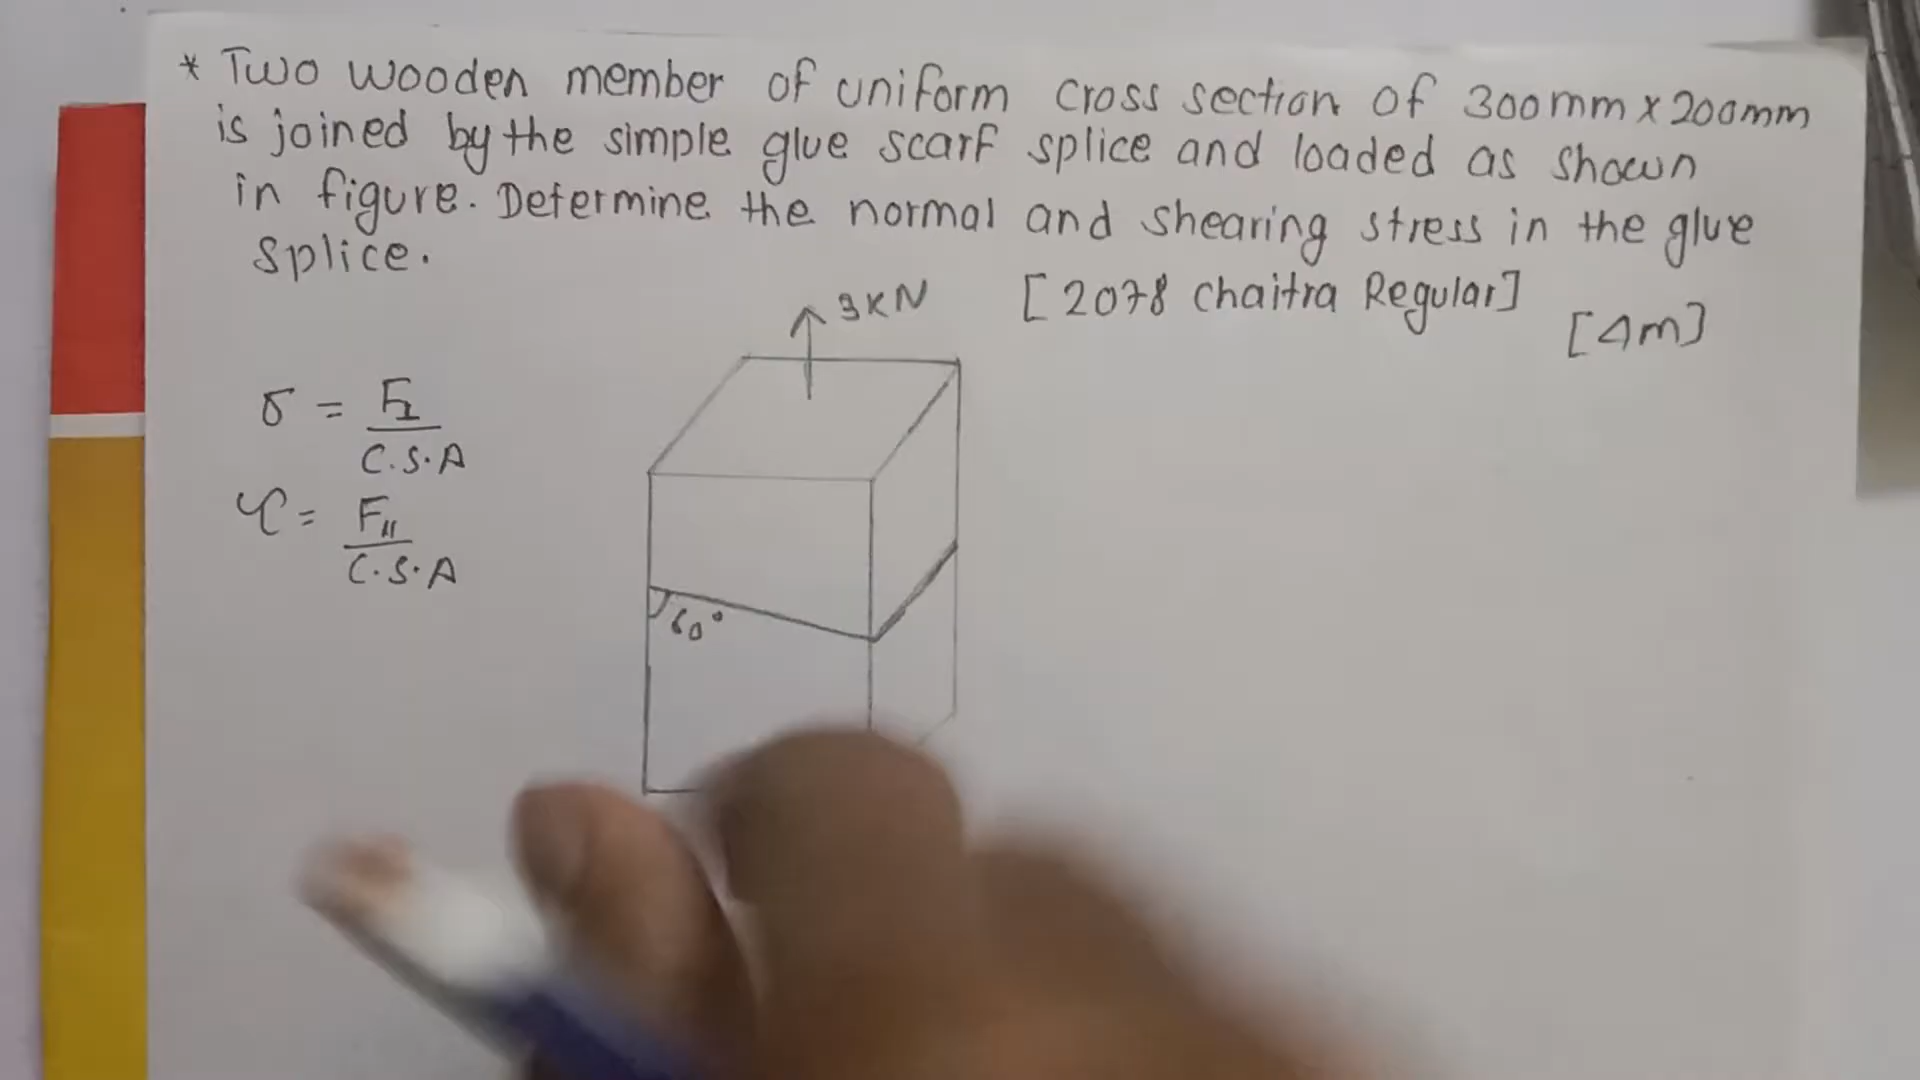 * Two wooden member of uniform cross section of 300mm x 200mm
is joined by the simple glue scarf splice and loaded as shown
in figure. Determine the normal and shearing stress in the glue
splice.
[2078 Chaitra Regular]
[4m]
3KN
σ = F⊥
C.S.A
τ = F∥
C.S.A
60°